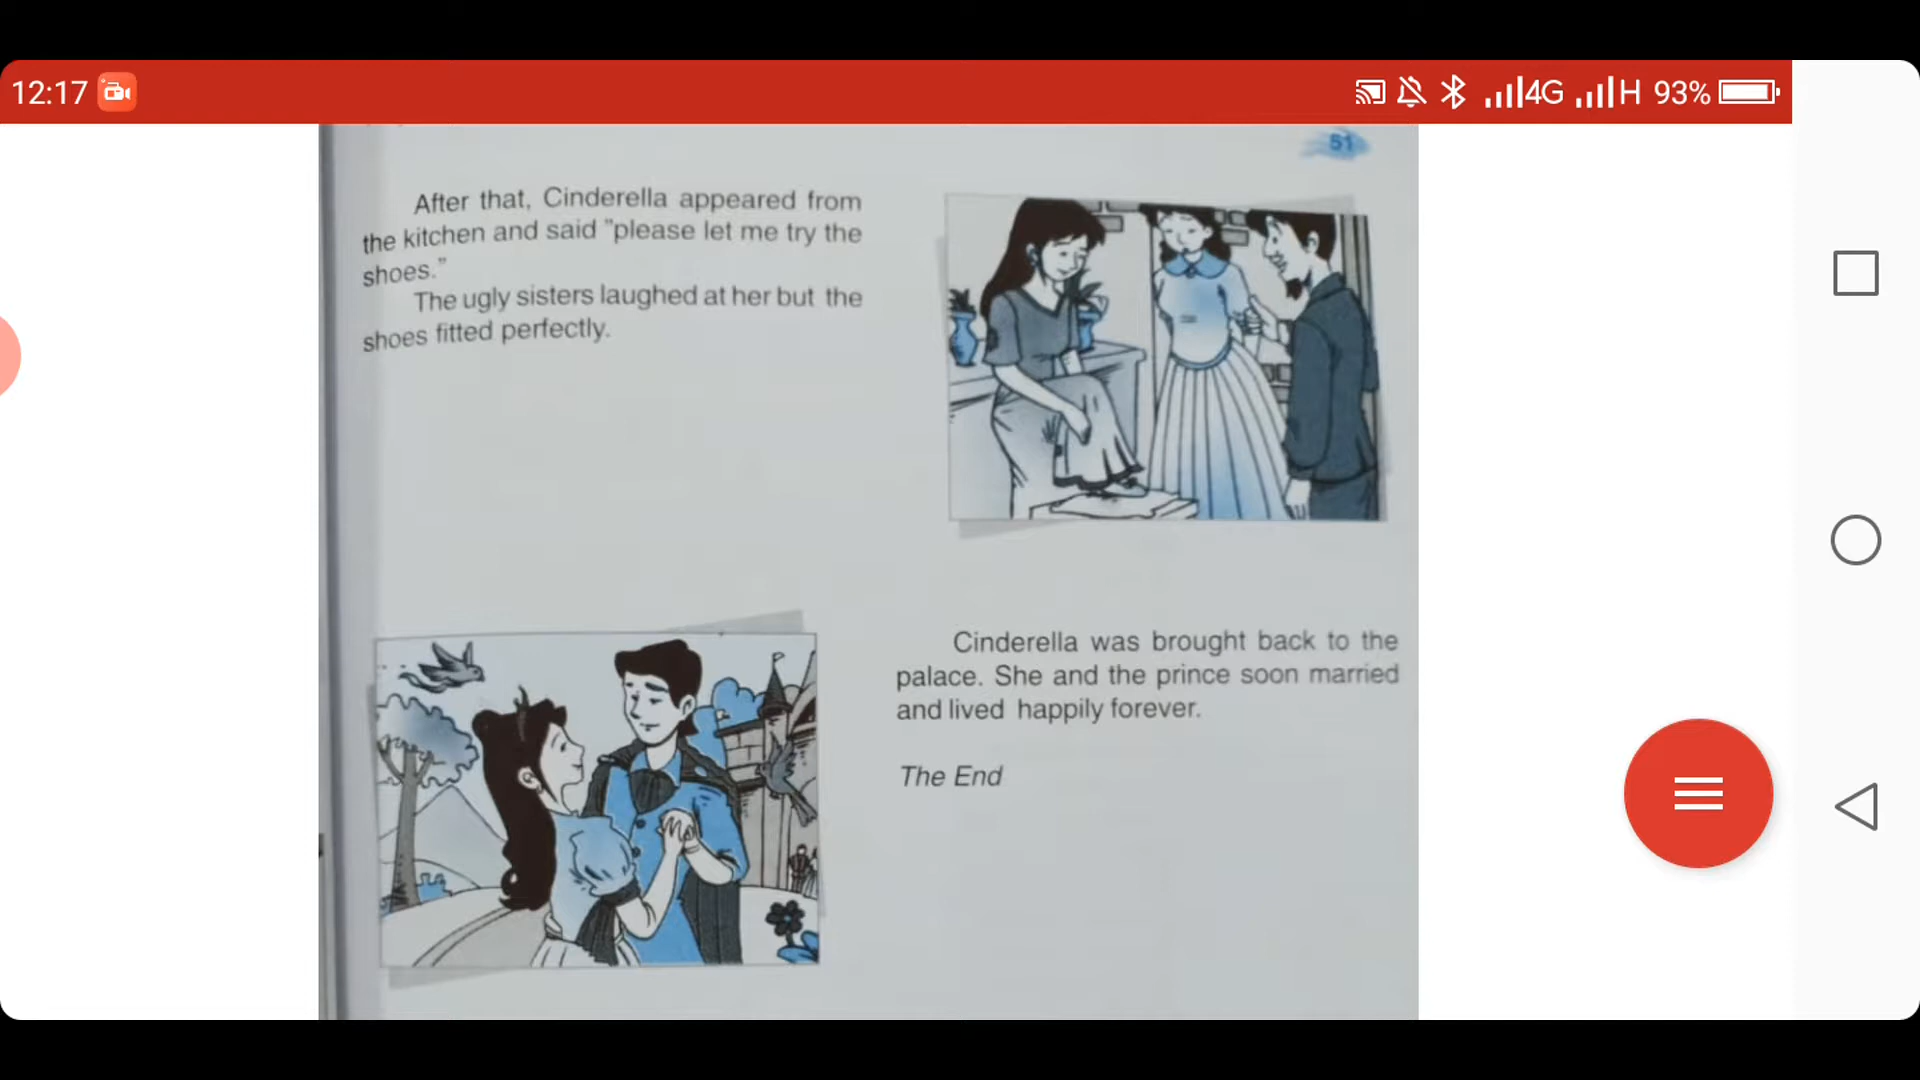 12:17
4G
H 93%
51
After that, Cinderella appeared from
the kitchen and said "please let me try the
shoes."
The ugly sisters laughed at her but the
shoes fitted perfectly.
Cinderella was brought back to the
palace. She and the prince soon married
and lived happily forever.
The End